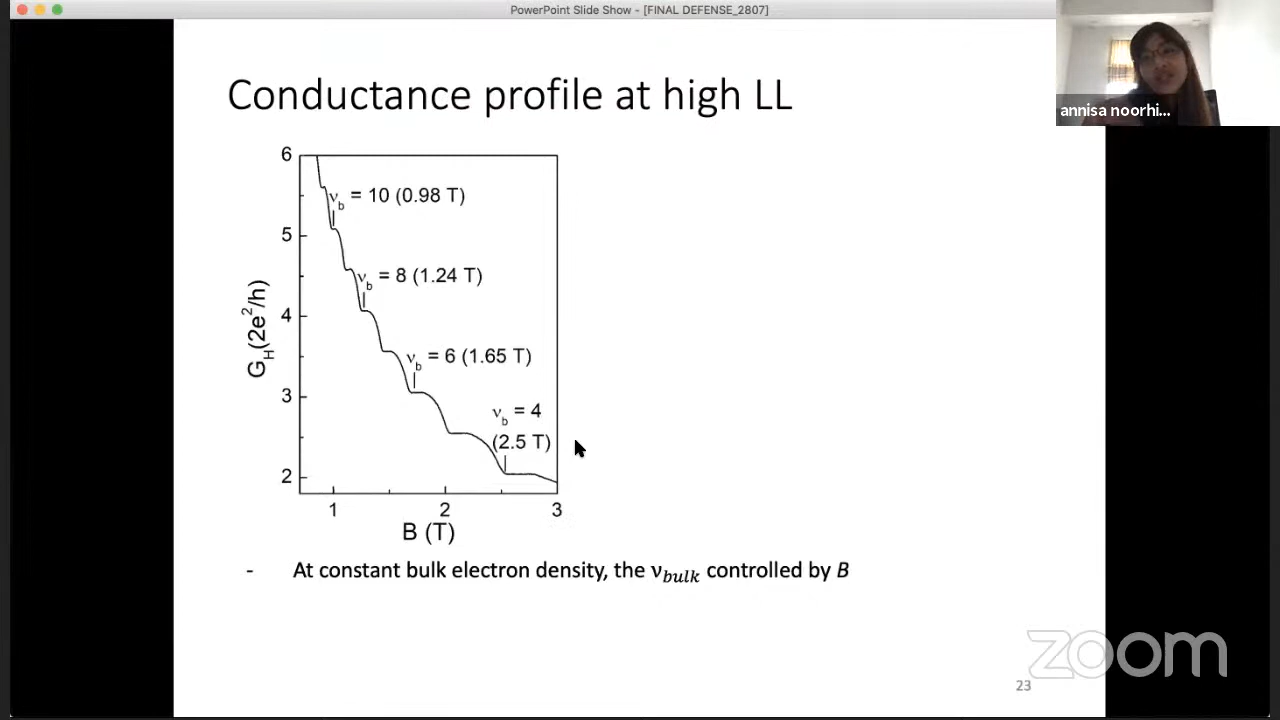 PowerPoint Slide Show - [FINAL DEFENSE_2807]
annisa noorhi...
Conductance profile at high LL
6
5
4
3
2
G_H(2e²/h)
ν_b = 10 (0.98 T)
ν_b = 8 (1.24 T)
ν_b = 6 (1.65 T)
ν_b = 4
(2.5 T)
1 2 3
B (T)
- At constant bulk electron density, the ν_bulk controlled by B
zoom
23